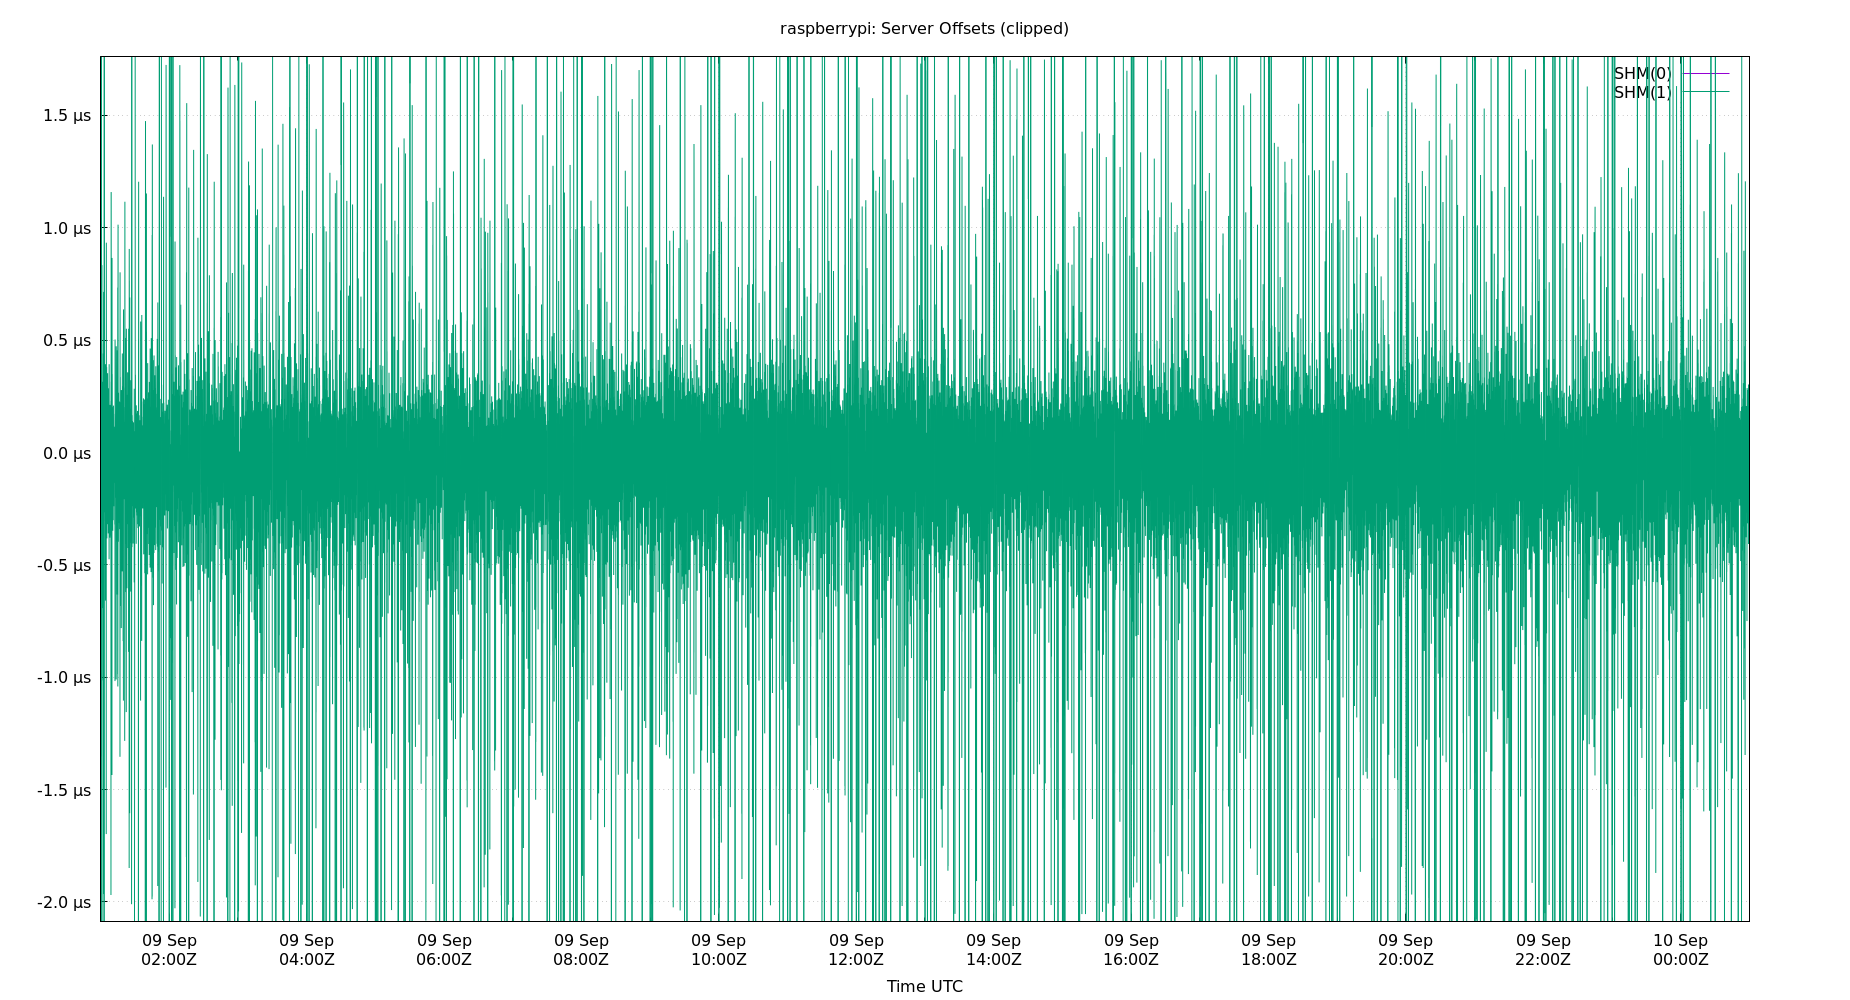 raspberrypi: Server Offsets (clipped)
SHM(0)
SHM(1)
1.5 µs
1.0 µs
0.5 µs
0.0 µs
-0.5 µs
-1.0 µs
-1.5 µs
-2.0 µs
09 Sep 09 Sep 09 Sep 09 Sep 09 Sep 09 Sep 09 Sep 09 Sep 09 Sep 09 Sep 09 Sep 10 Sep
02:00Z 04:00Z 06:00Z 08:00Z 10:00Z 12:00Z 14:00Z 16:00Z 18:00Z 20:00Z 22:00Z 00:00Z
Time UTC